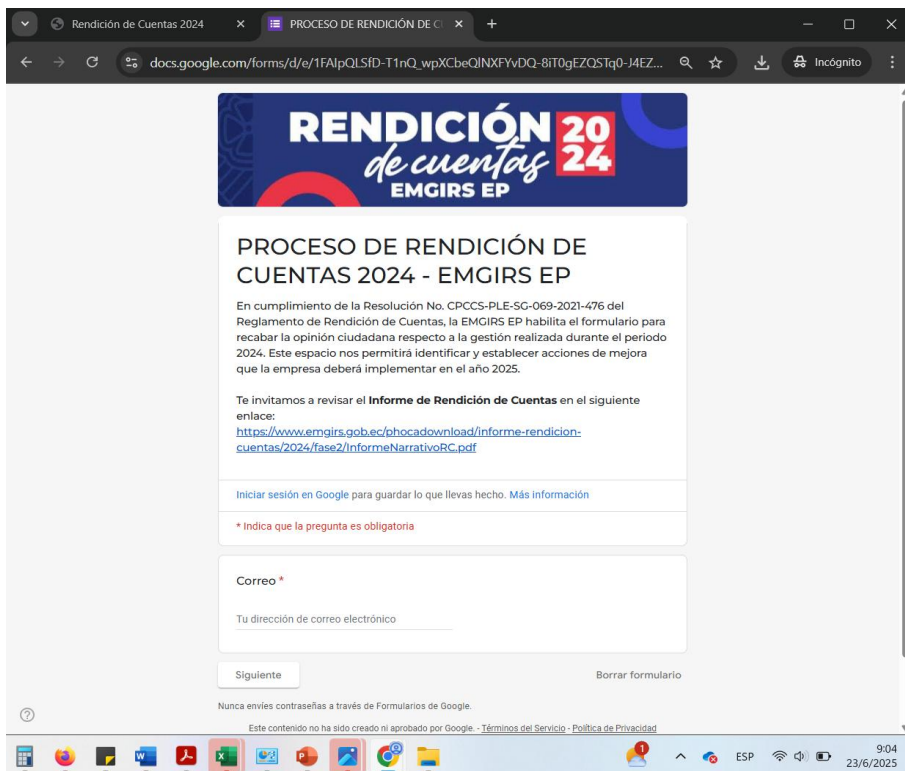 Rendición de Cuentas 2024
PROCESO DE RENDICIÓN DE C
docs.google.com/forms/d/e/1FAIpQLSfD-T1nQ_wpXCbeQlNXFYvDQ-8iT0gEZQSTq0-J4EZ...
Incógnito
RENDICIÓN 20
de cuentas 24
EMGIRS EP
PROCESO DE RENDICIÓN DE
CUENTAS 2024 - EMGIRS EP
En cumplimiento de la Resolución No. CPCCS-PLE-SG-069-2021-476 del
Reglamento de Rendición de Cuentas, la EMGIRS EP habilita el formulario para
recabar la opinión ciudadana respecto a la gestión realizada durante el periodo
2024. Este espacio nos permitirá identificar y establecer acciones de mejora
que la empresa deberá implementar en el año 2025.
Te invitamos a revisar el Informe de Rendición de Cuentas en el siguiente
enlace:
https://www.emgirs.gob.ec/phocadownload/informe-rendicion-
cuentas/2024/fase2/InformeNarrativoRC.pdf
Iniciar sesión en Google para guardar lo que llevas hecho. Más información
* Indica que la pregunta es obligatoria
Correo *
Tu dirección de correo electrónico
Siguiente
Borrar formulario
Nunca envíes contraseñas a través de Formularios de Google.
Este contenido no ha sido creado ni aprobado por Google. - Términos del Servicio - Política de Privacidad
1
ESP
9:04
23/6/2025